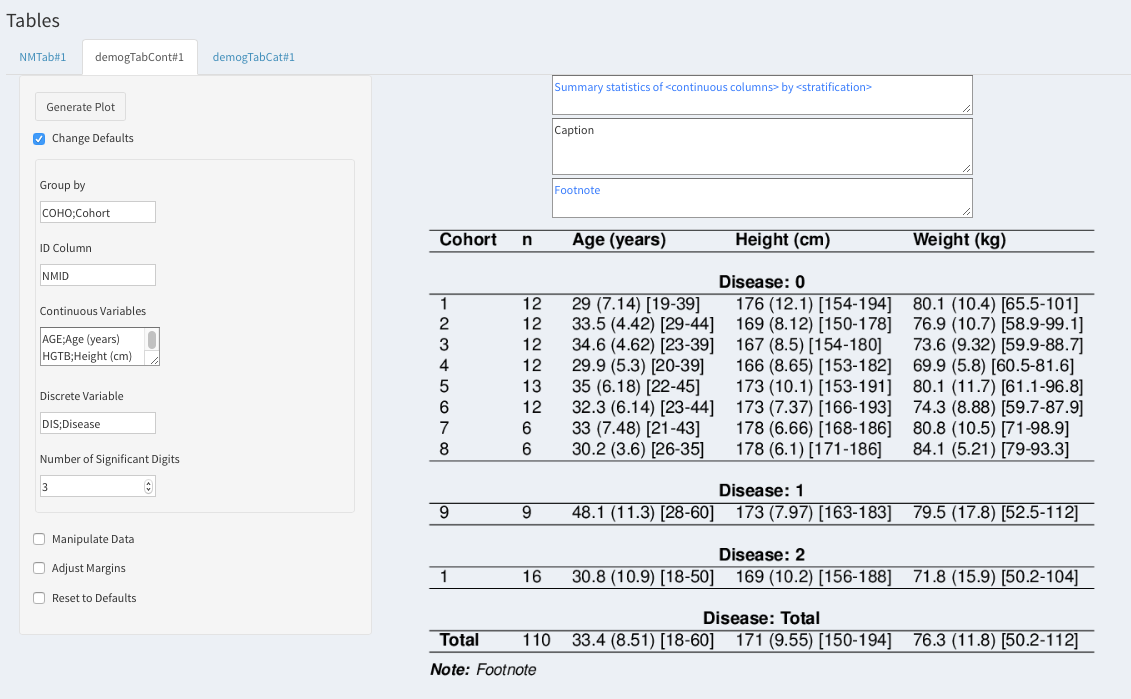 Tables
NMTab#1 demogTabCont#1 demogTabCat#1
Generate Plot
Change Defaults
Group by
COHO;Cohort
ID Column
NMID
Continuous Variables
AGE;Age (years)
HGTB;Height (cm)
Discrete Variable
DIS;Disease
Number of Significant Digits
3
Manipulate Data
Adjust Margins
Reset to Defaults
Summary statistics of <continuous columns> by <stratification>
Caption
Footnote
Cohort n Age (years) Height (cm) Weight (kg)
Disease: 0
1 12 29 (7.14) [19-39] 176 (12.1) [154-194] 80.1 (10.4) [65.5-101]
2 12 33.5 (4.42) [29-44] 169 (8.12) [150-178] 76.9 (10.7) [58.9-99.1]
3 12 34.6 (4.62) [23-39] 167 (8.5) [154-180] 73.6 (9.32) [59.9-88.7]
4 12 29.9 (5.3) [20-39] 166 (8.65) [153-182] 69.9 (5.8) [60.5-81.6]
5 13 35 (6.18) [22-45] 173 (10.1) [153-191] 80.1 (11.7) [61.1-96.8]
6 12 32.3 (6.14) [23-44] 173 (7.37) [166-193] 74.3 (8.88) [59.7-87.9]
7 6 33 (7.48) [21-43] 178 (6.66) [168-186] 80.8 (10.5) [71-98.9]
8 6 30.2 (3.6) [26-35] 178 (6.1) [171-186] 84.1 (5.21) [79-93.3]
Disease: 1
9 9 48.1 (11.3) [28-60] 173 (7.97) [163-183] 79.5 (17.8) [52.5-112]
Disease: 2
1 16 30.8 (10.9) [18-50] 169 (10.2) [156-188] 71.8 (15.9) [50.2-104]
Disease: Total
Total 110 33.4 (8.51) [18-60] 171 (9.55) [150-194] 76.3 (11.8) [50.2-112]
Note: Footnote